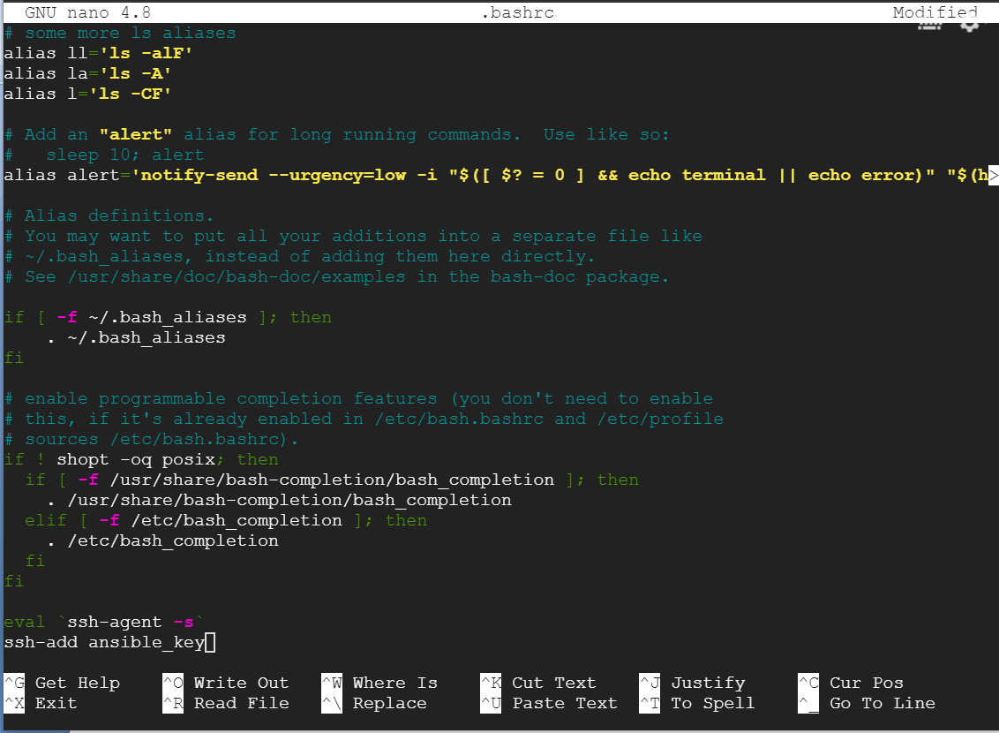 GNU nano 4.8 .bashrc Modified
# some more ls aliases
alias ll='ls -alF'
alias la='ls -A'
alias l='ls -CF'
# Add an "alert" alias for long running commands.  Use like so:
#   sleep 10; alert
alias alert='notify-send --urgency=low -i "$([ $? = 0 ] && echo terminal || echo error)" "$(h>
# Alias definitions.
# You may want to put all your additions into a separate file like
# ~/.bash_aliases, instead of adding them here directly.
# See /usr/share/doc/bash-doc/examples in the bash-doc package.
if [ -f ~/.bash_aliases ]; then
    . ~/.bash_aliases
fi
# enable programmable completion features (you don't need to enable
# this, if it's already enabled in /etc/bash.bashrc and /etc/profile
# sources /etc/bash.bashrc).
if ! shopt -oq posix; then
  if [ -f /usr/share/bash-completion/bash_completion ]; then
    . /usr/share/bash-completion/bash_completion
  elif [ -f /etc/bash_completion ]; then
    . /etc/bash_completion
  fi
fi
eval `ssh-agent -s`
ssh-add ansible_key
^G Get Help ^O Write Out ^W Where Is ^K Cut Text ^J Justify ^C Cur Pos
^X Exit ^R Read File ^\ Replace ^U Paste Text ^T To Spell ^_ Go To Line